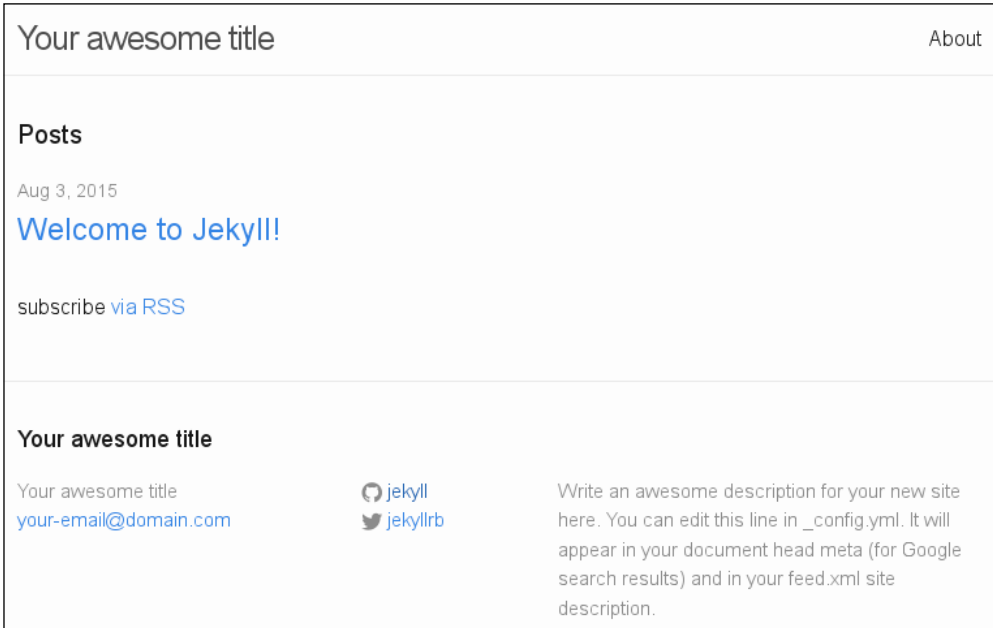 Your awesome title
About
Posts
Aug 3, 2015
Welcome to Jekyll!
subscribe via RSS
Your awesome title
Your awesome title
your-email@domain.com
jekyll
jekyllrb
Write an awesome description for your new site
here. You can edit this line in _config.yml. It will
appear in your document head meta (for Google
search results) and in your feed.xml site
description.